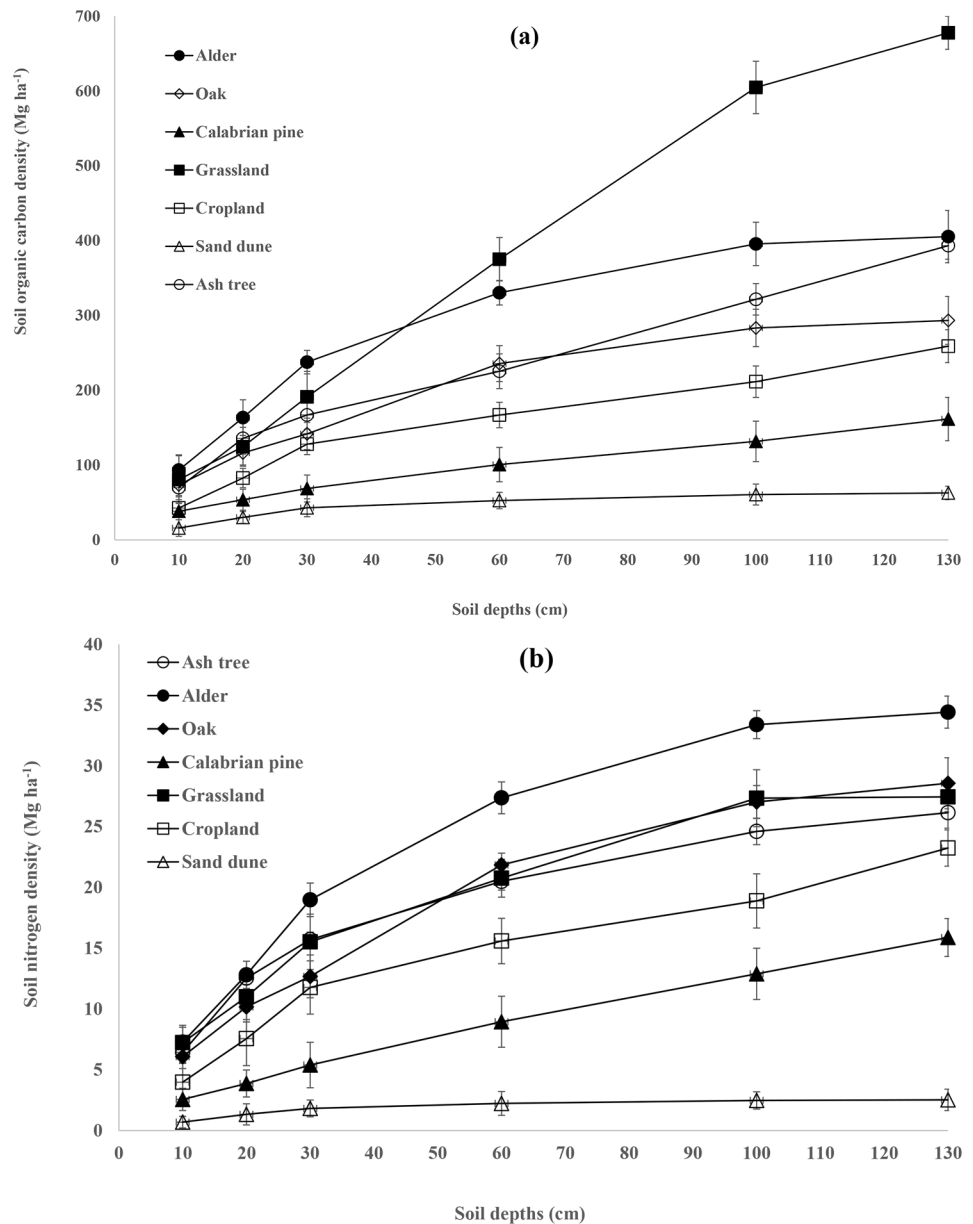 (a)
Soil organic carbon density (Mg ha⁻¹)
700
600
500
400
300
200
100
0
Alder
Oak
Calabrian pine
Grassland
Cropland
Sand dune
Ash tree
0 10 20 30 40 50 60 70 80 90 100 110 120 130
Soil depths (cm)
(b)
Soil nitrogen density (Mg ha⁻¹)
40
35
30
25
20
15
10
5
0
Ash tree
Alder
Oak
Calabrian pine
Grassland
Cropland
Sand dune
0 10 20 30 40 50 60 70 80 90 100 110 120 130
Soil depths (cm)